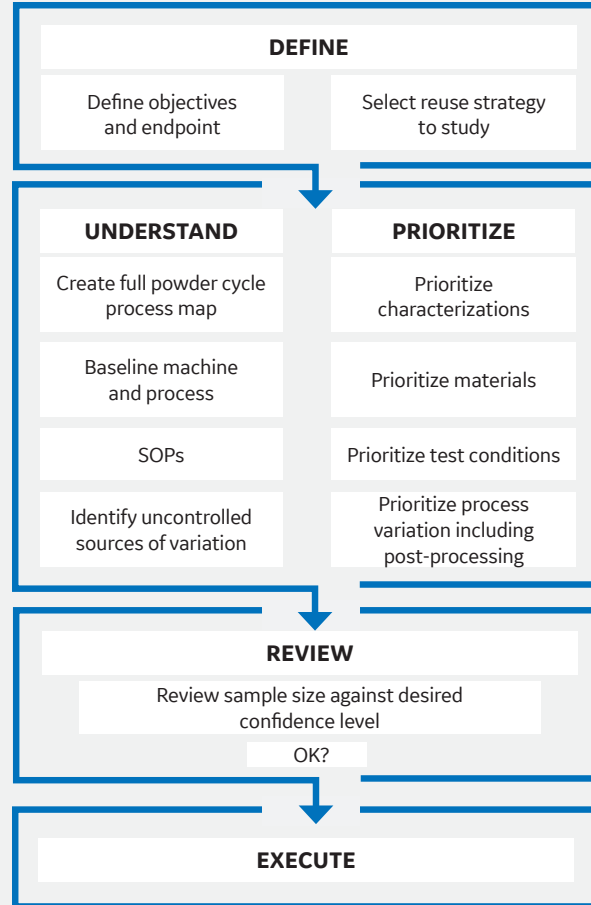 DEFINE
Define objectives
and endpoint
Select reuse strategy
to study
UNDERSTAND
Create full powder cycle
process map
Baseline machine
and process
SOPs
Identify uncontrolled
sources of variation
PRIORITIZE
Prioritize
characterizations
Prioritize materials
Prioritize test conditions
Prioritize process
variation including
post-processing
REVIEW
Review sample size against desired
confidence level
OK?
EXECUTE